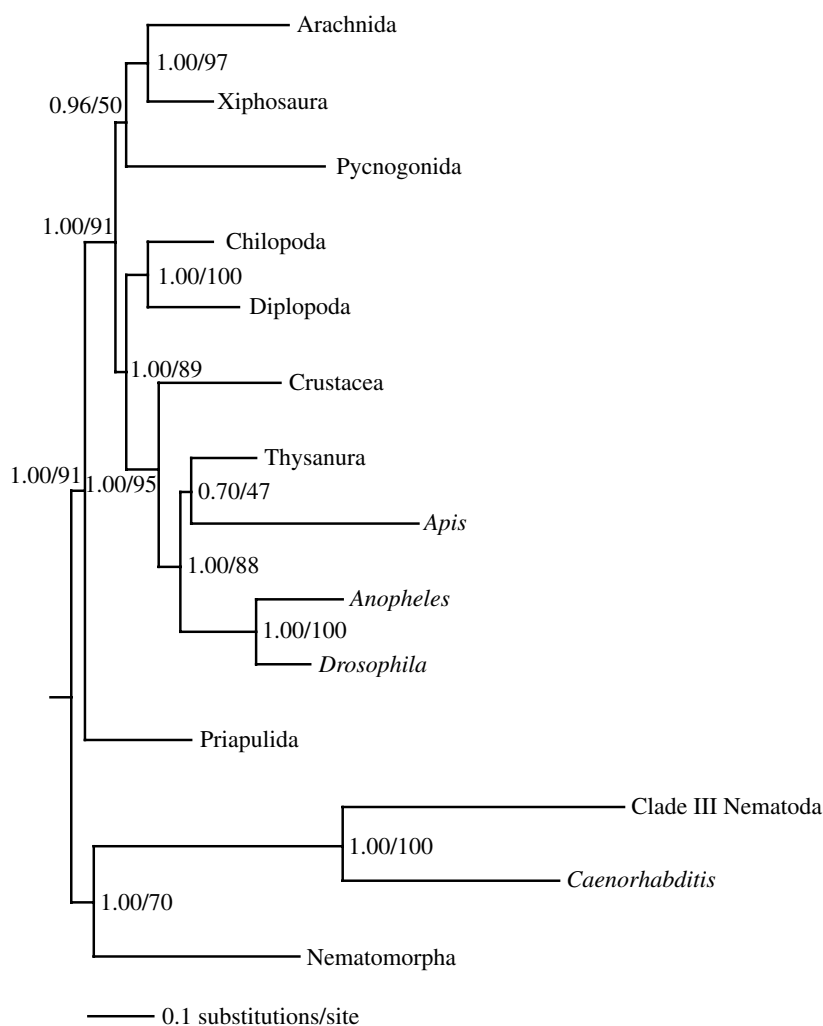 Arachnida
1.00/97
Xiphosaura
0.96/50
Pycnogonida
1.00/91
Chilopoda
1.00/100
Diplopoda
1.00/89
Crustacea
Thysanura
1.00/91
1.00/95
0.70/47
Apis
1.00/88
Anopheles
1.00/100
Drosophila
Priapulida
Clade III Nematoda
1.00/100
Caenorhabditis
1.00/70
Nematomorpha
0.1 substitutions/site